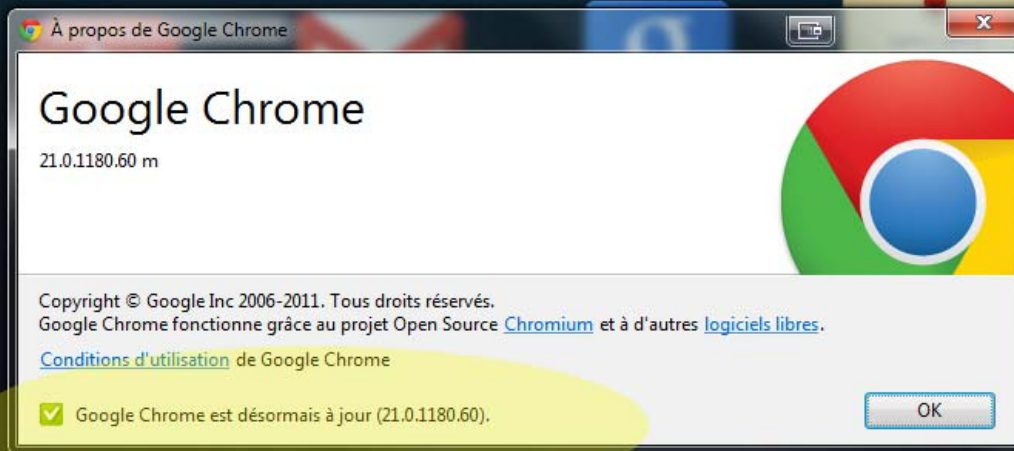 À propos de Google Chrome
Google Chrome
21.0.1180.60 m
Copyright © Google Inc 2006-2011. Tous droits réservés.
Google Chrome fonctionne grâce au projet Open Source Chromium et à d'autres logiciels libres.
Conditions d'utilisation de Google Chrome
Google Chrome est désormais à jour (21.0.1180.60).
OK